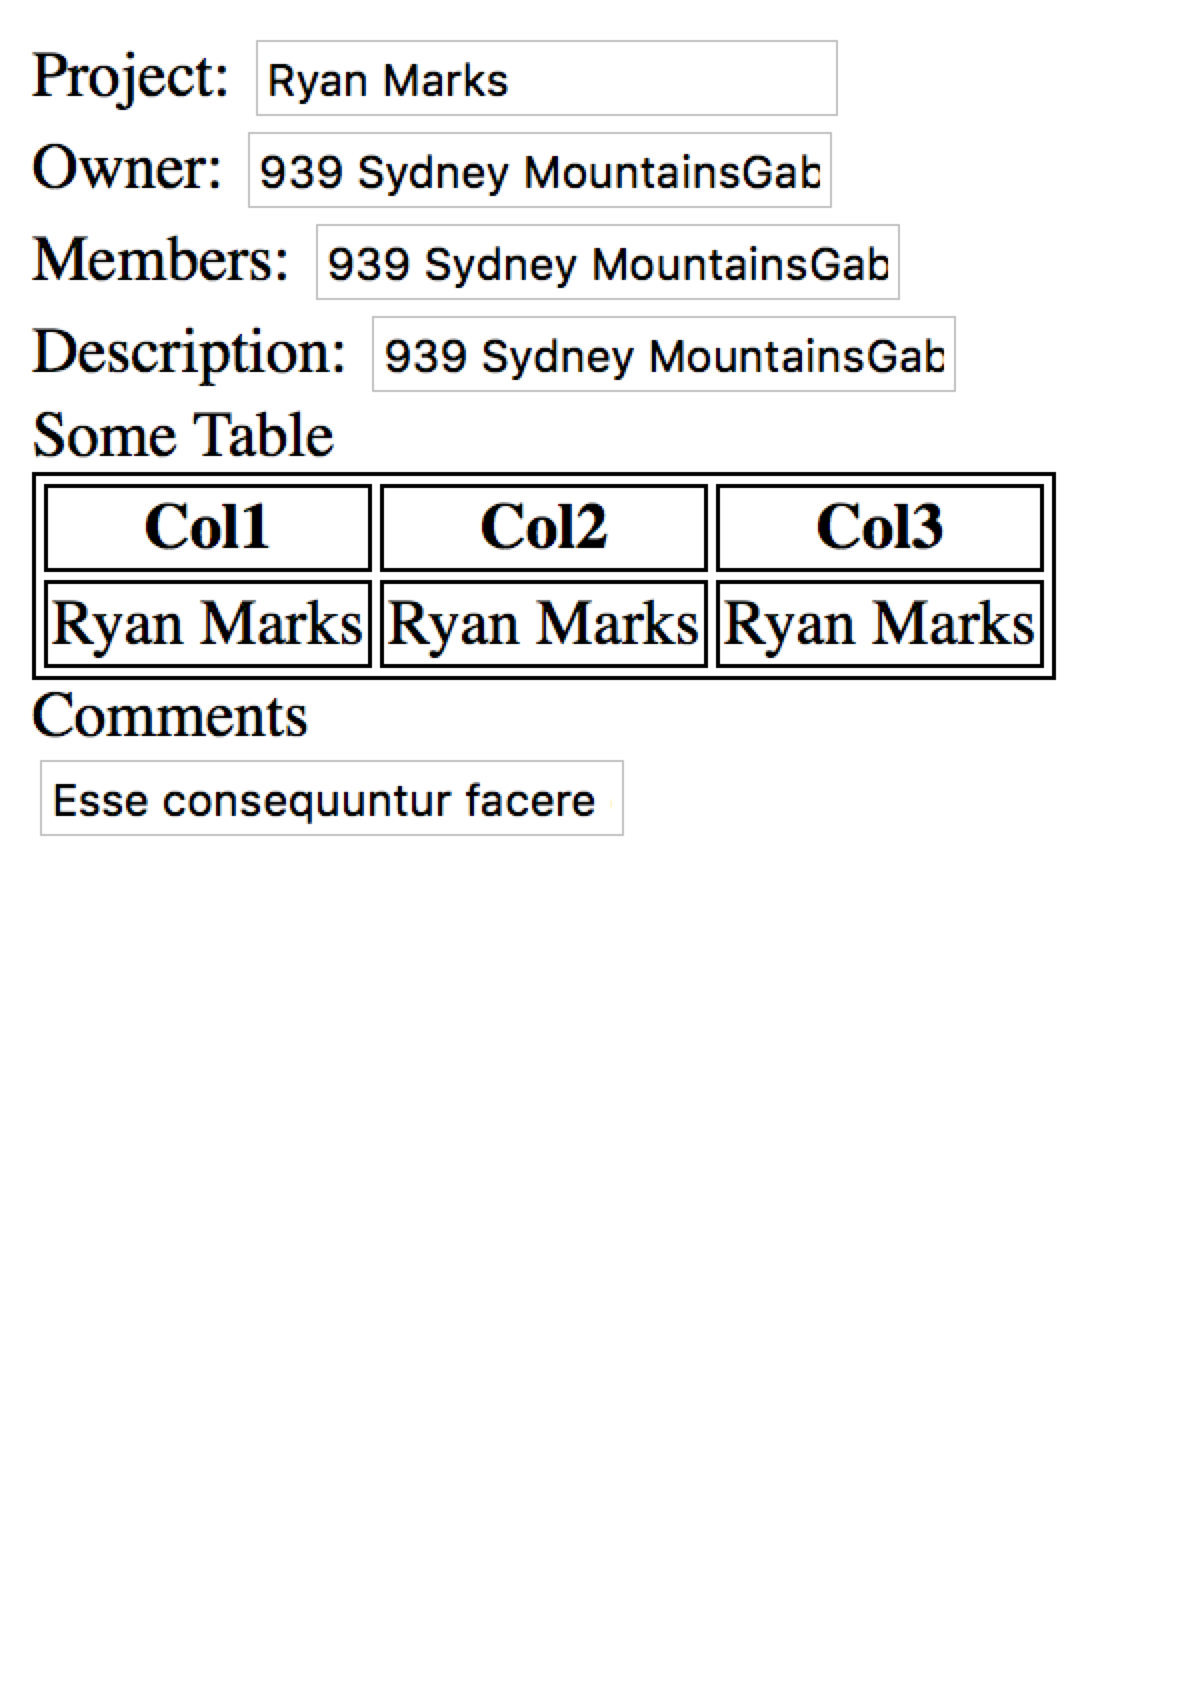 Project: Ryan Marks
Owner: 939 Sydney MountainsGab
Members: 939 Sydney MountainsGab
Description: 939 Sydney MountainsGab
Some Table
Col1 Col2 Col3
Ryan Marks Ryan Marks Ryan Marks
Comments
Esse consequuntur facere